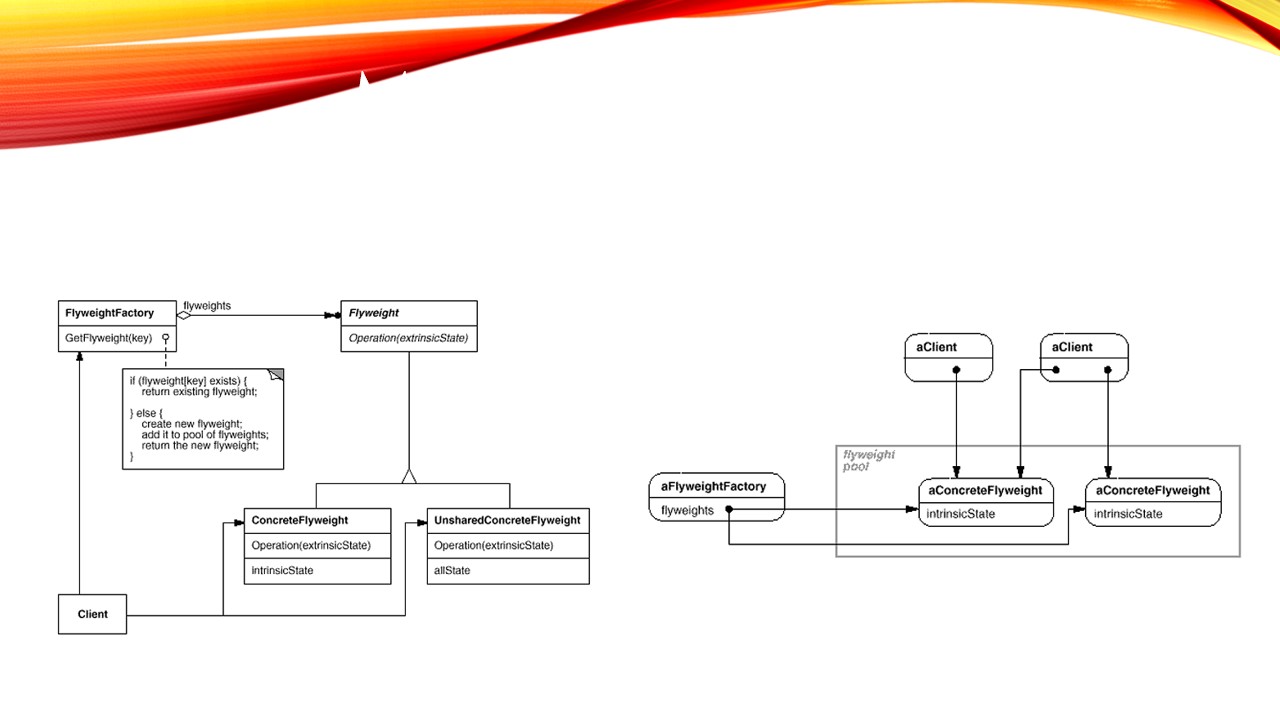 FlyweightFactory
GetFlyweight(key)
flyweights
Flyweight
Operation(extrinsicState)
if (flyweight[key] exists) {
return existing flyweight;
} else {
create new flyweight;
add it to pool of flyweights;
return the new flyweight;
}
ConcreteFlyweight
Operation(extrinsicState)
intrinsicState
UnsharedConcreteFlyweight
Operation(extrinsicState)
allState
Client
aClient
aClient
flyweight
pool
aFlyweightFactory
flyweights
aConcreteFlyweight
intrinsicState
aConcreteFlyweight
intrinsicState